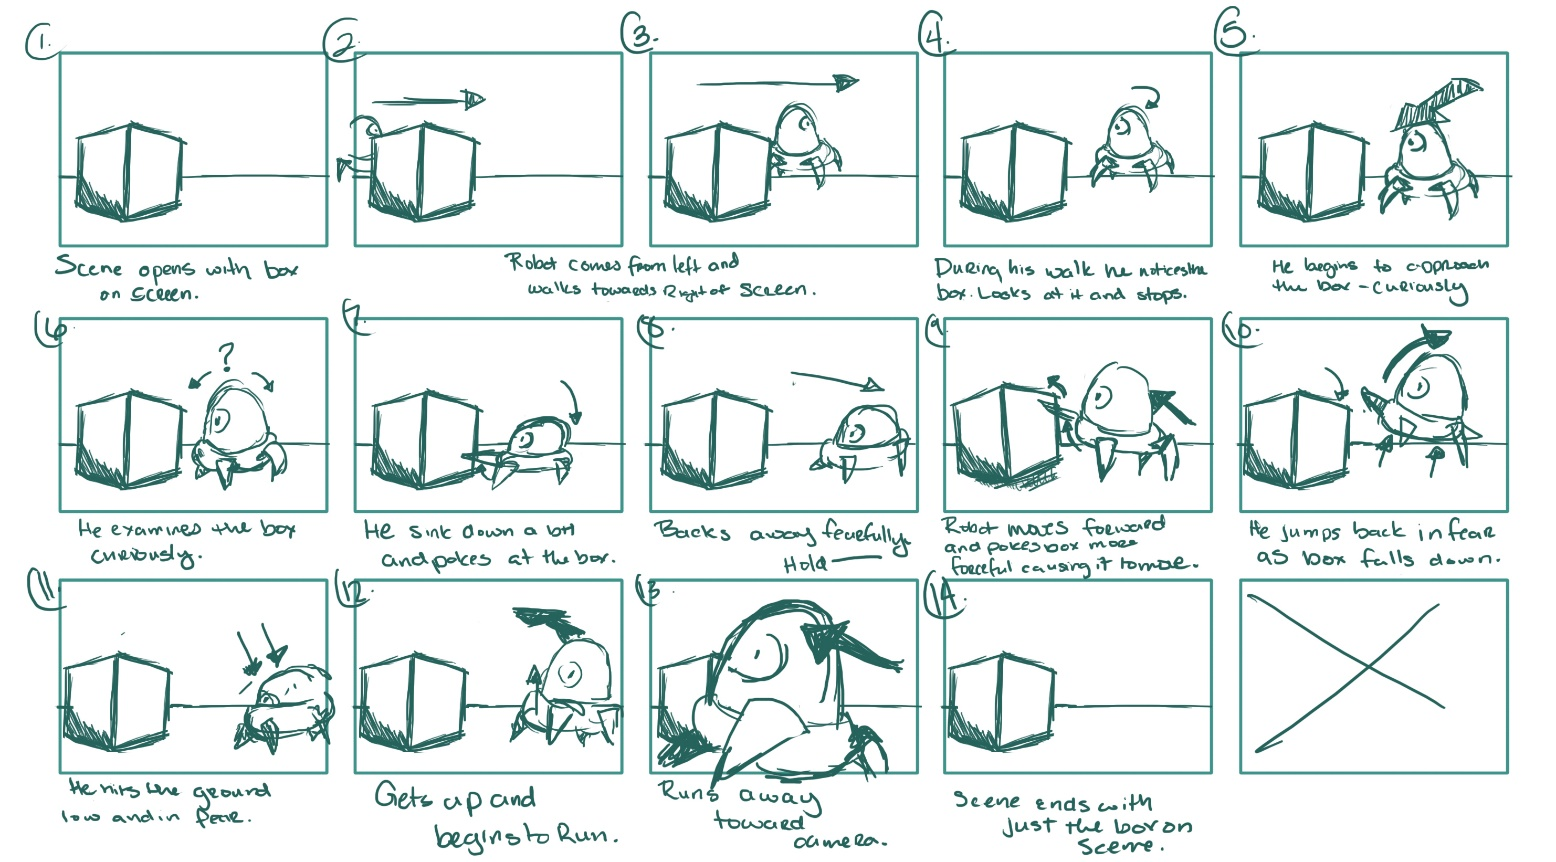 1.
2.
3.
4.
5.
Scene opens with box
on screen.
Robot comes from left and
walks towards Right of Screen.
During his walk he notices the
box. Looks at it and stops.
He begins to approach
the box - curiously
6.
?
7.
8.
9.
10.
He examines the box
curiously.
He sink down a bit
and pokes at the box.
Backs away fearfully
Hold
Robot moves forward
and pokes box more
forceful causing it to move.
He jumps back in fear
as box falls down.
11.
12.
13.
14.
He hits the ground
low and in fear.
Gets up and
begins to Run.
Runs away
toward
camera.
Scene ends with
just the box on
Scene.